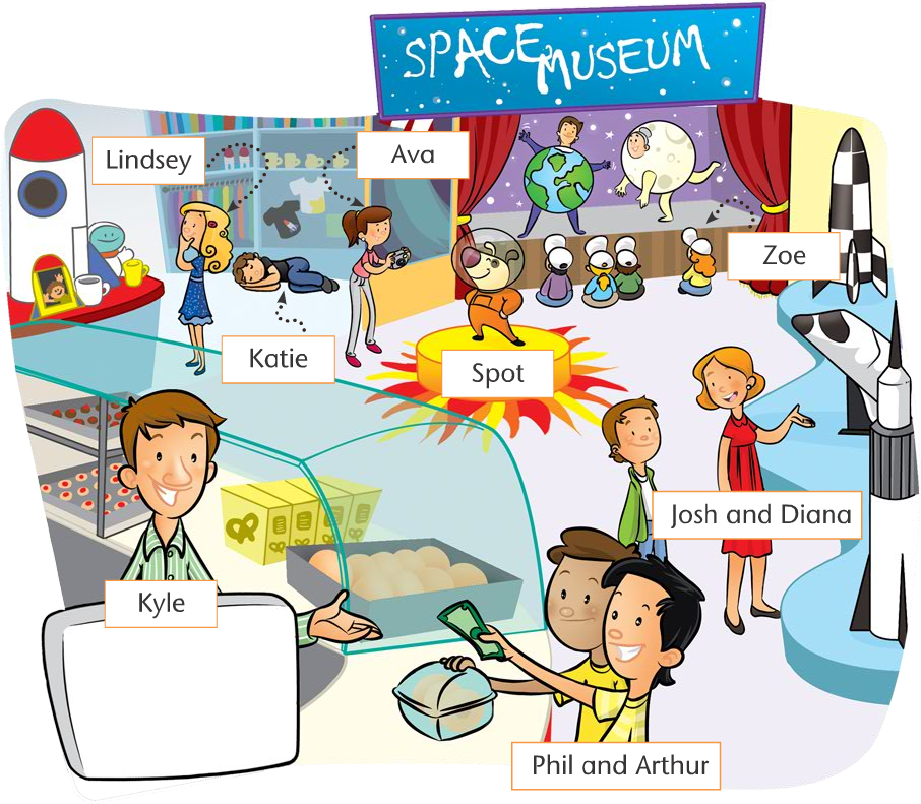 SPACE MUSEUM
Lindsey
Ava
Zoe
Katie
Spot
Josh and Diana
Kyle
Phil and Arthur